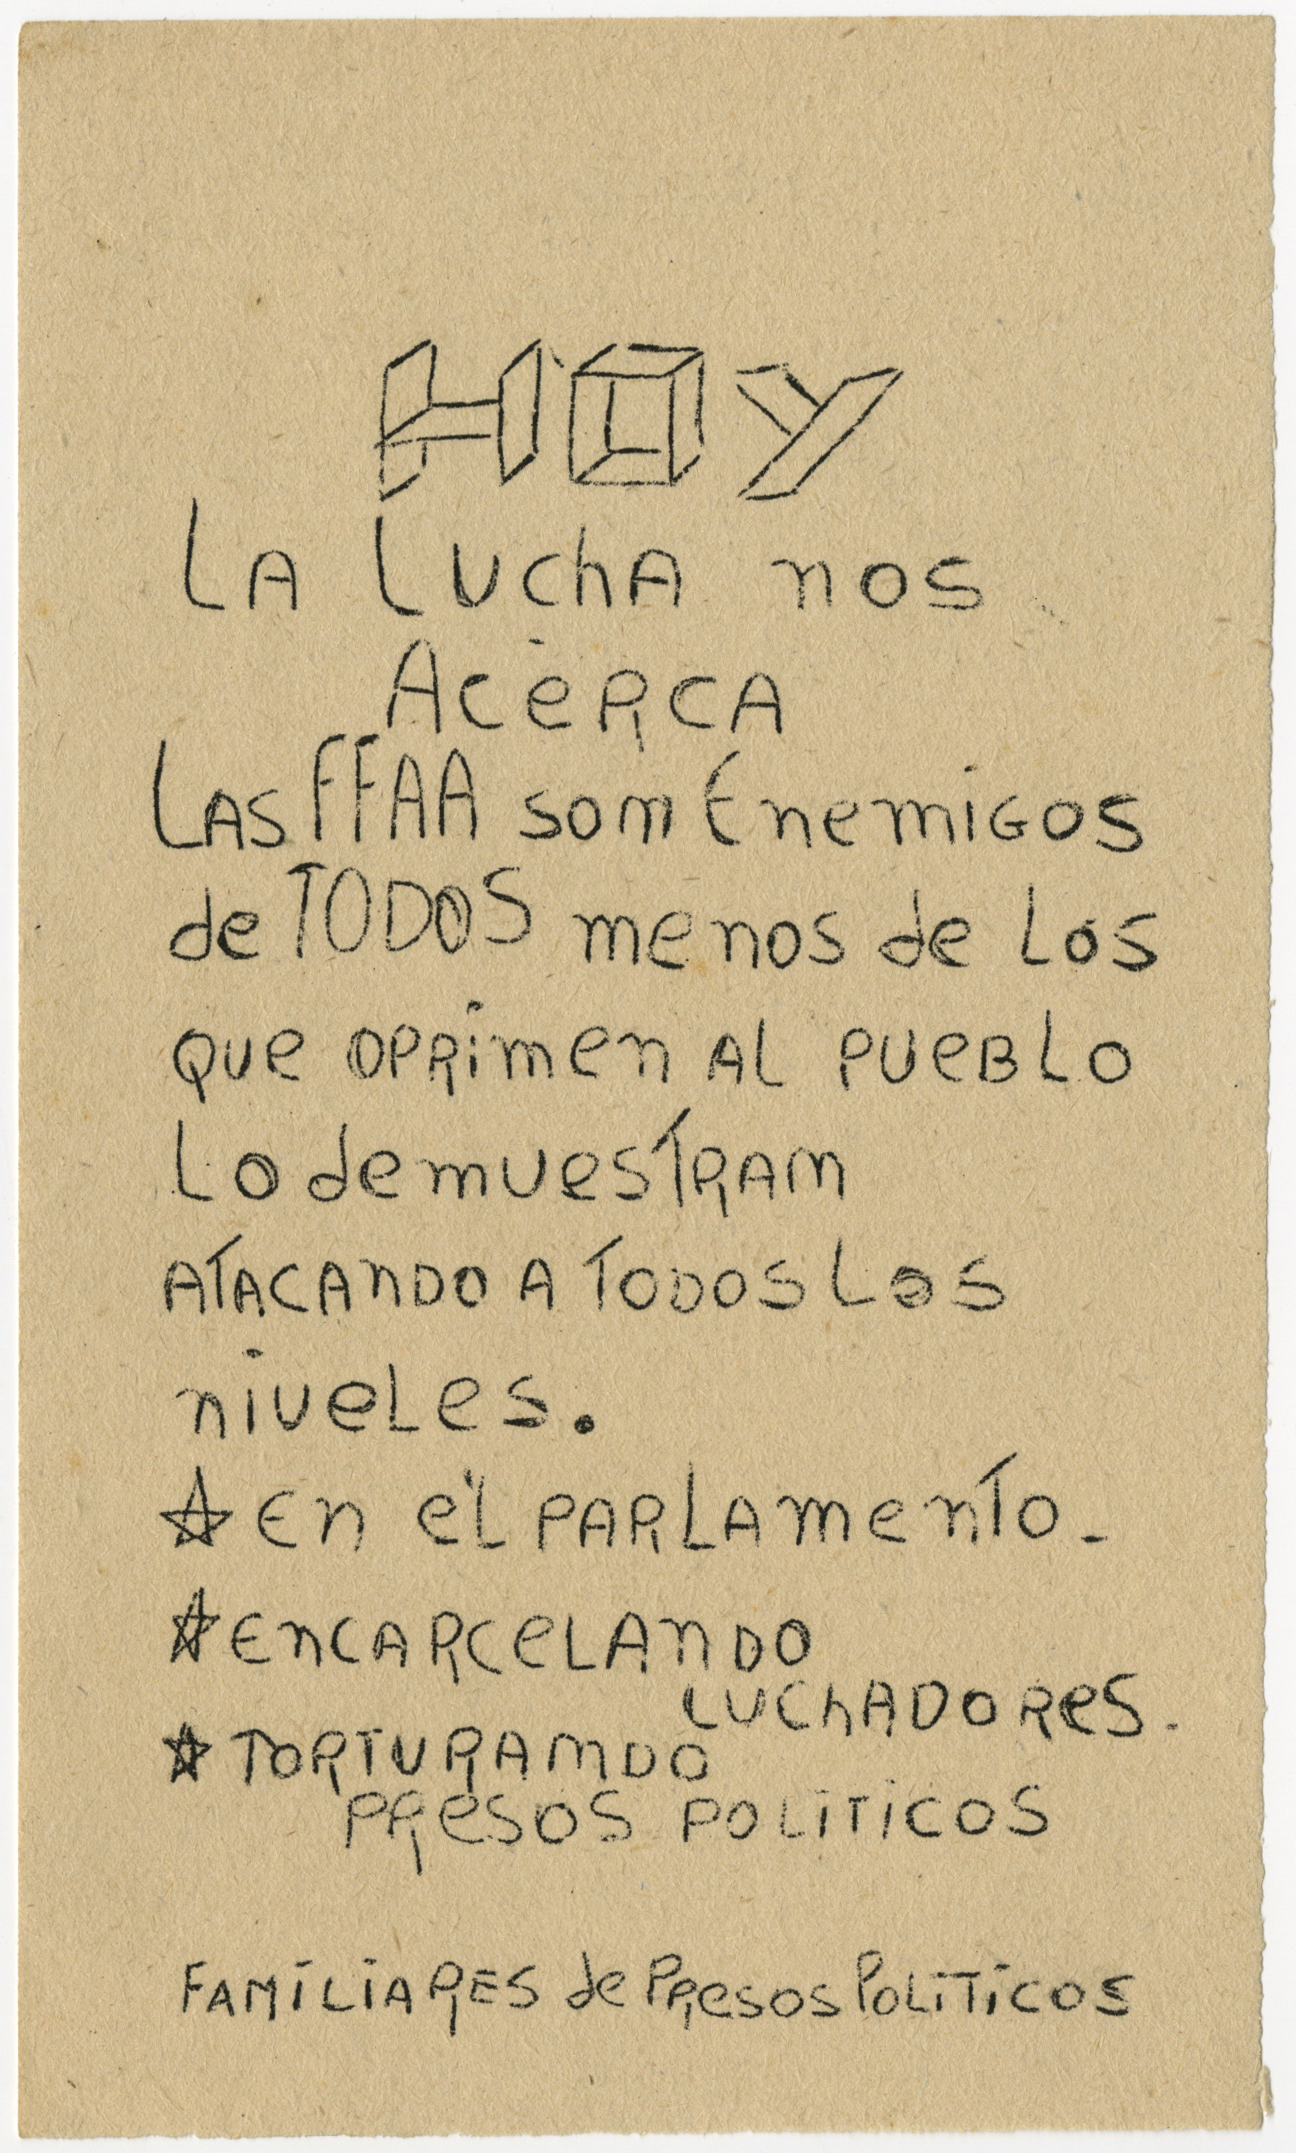 HOY
LA LUChA nos
AceRCA
LAS FFAA som Enemigos
de TODOS menos de los
que oprimen AL PUeBLO
Lo demuesTRAm
ATACAnDO A TODOS Los
niveLes.
☆ En eL PARLAmenTo-
☆ EnCARCeLAnDO
LUChADORes.
☆ TORTURAmDO
PResos POLiTiCOS
FAMiLiARES de PResos PoLiTiCOS